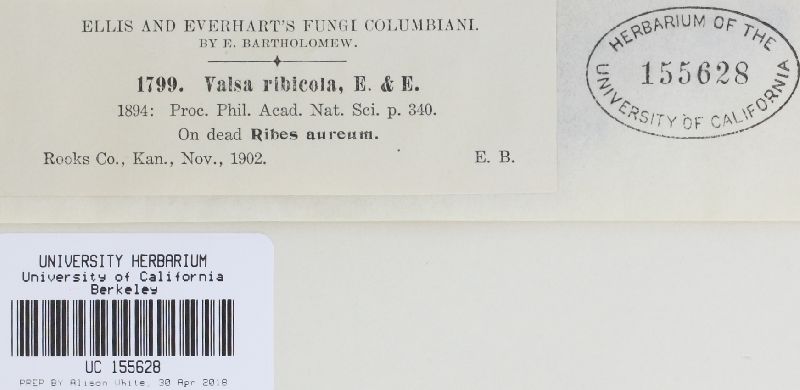 ELLIS AND EVERHART'S FUNGI COLUMBIANI.
BY E. BARTHOLOMEW.
1799. Valsa ribicola, E. & E.
1894: Proc. Phil. Acad. Nat. Sci. p. 340.
On dead Ribes aureum.
Rooks Co., Kan., Nov., 1902. E. B.
HERBARIUM OF THE
155628
UNIVERSITY OF CALIFORNIA
UNIVERSITY HERBARIUM
University of California
Berkeley
UC 155628
PREP BY Alison White, 30 Apr 2018